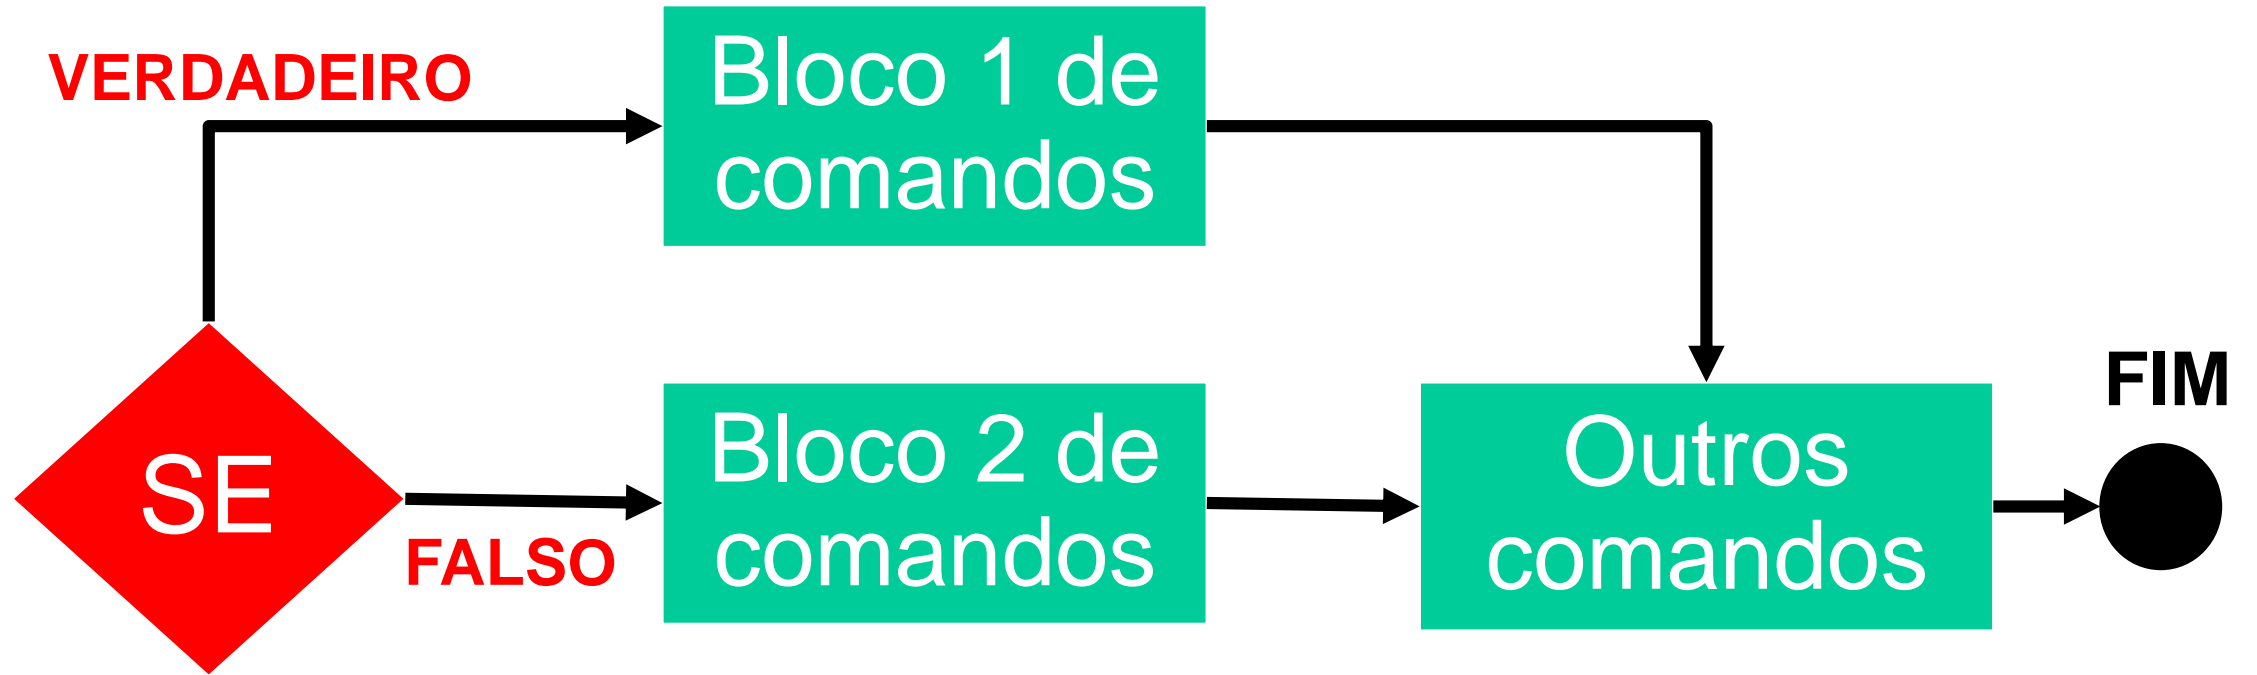 VERDADEIRO
Bloco 1 de
comandos
SE
FALSO
Bloco 2 de
comandos
Outros
comandos
FIM